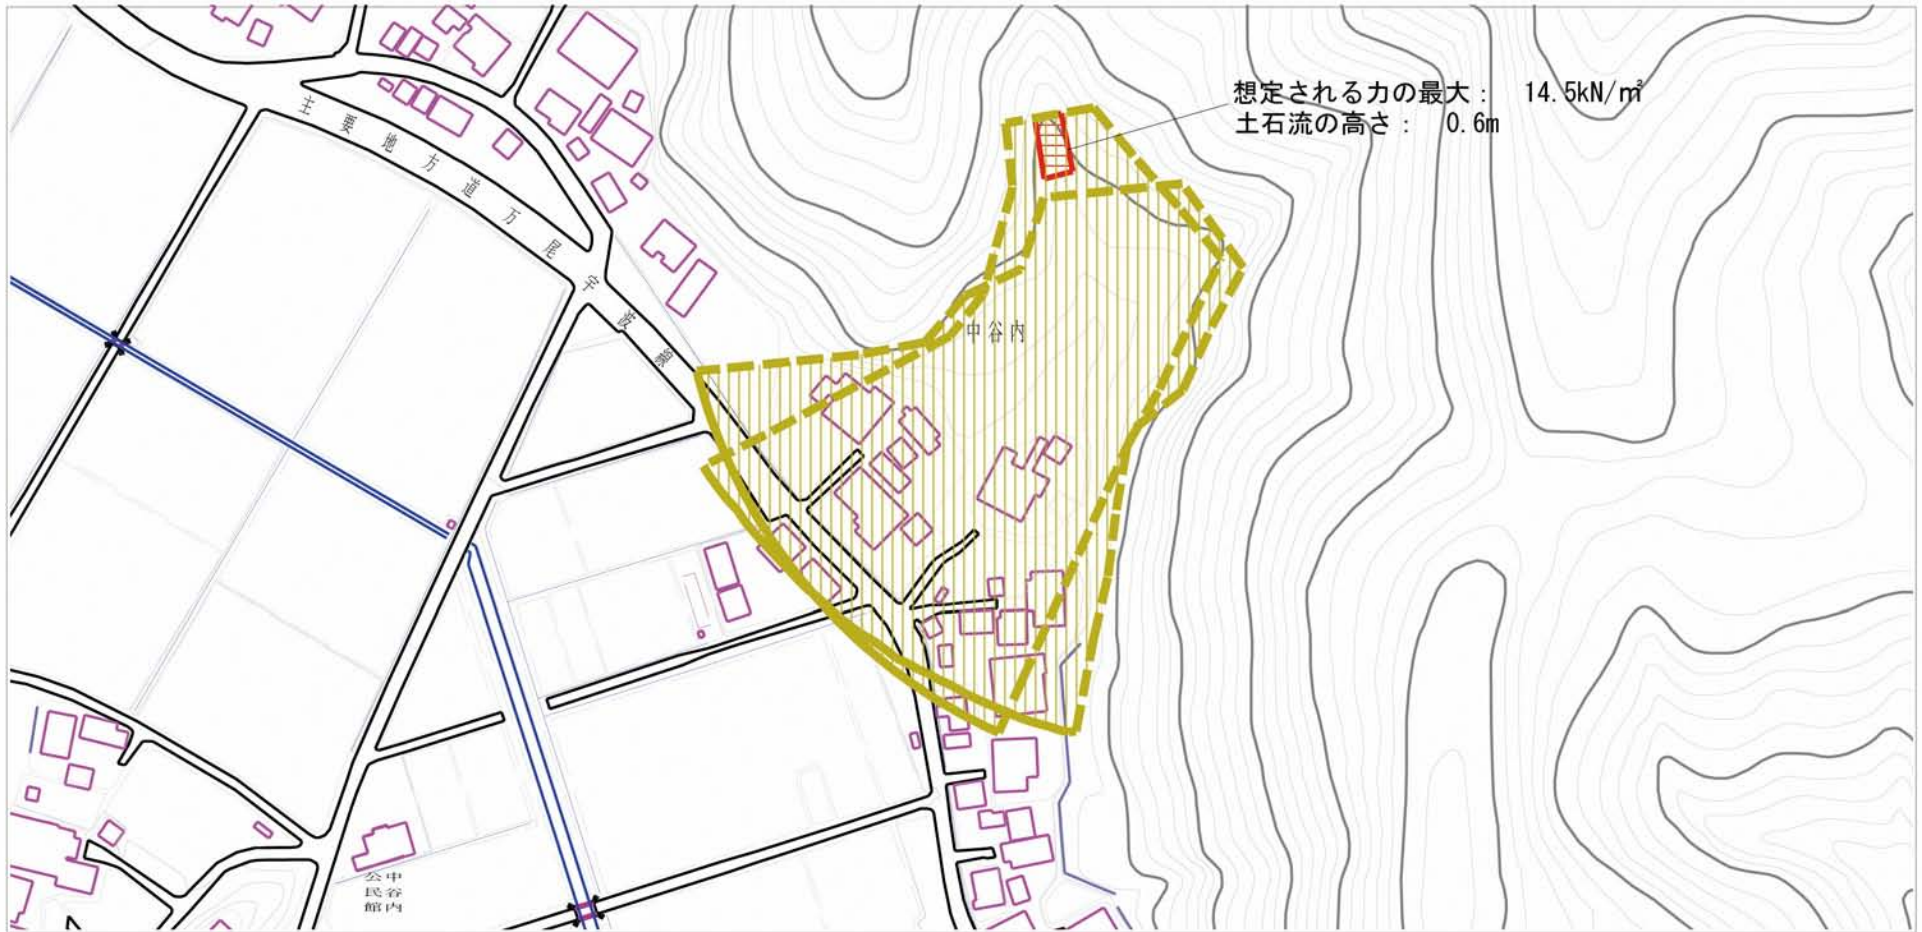 想定される力の最大： 14.5kN/㎡
土石流の高さ： 0.6m
主要地方道万尾宇波線
中谷内
中谷内
公民館